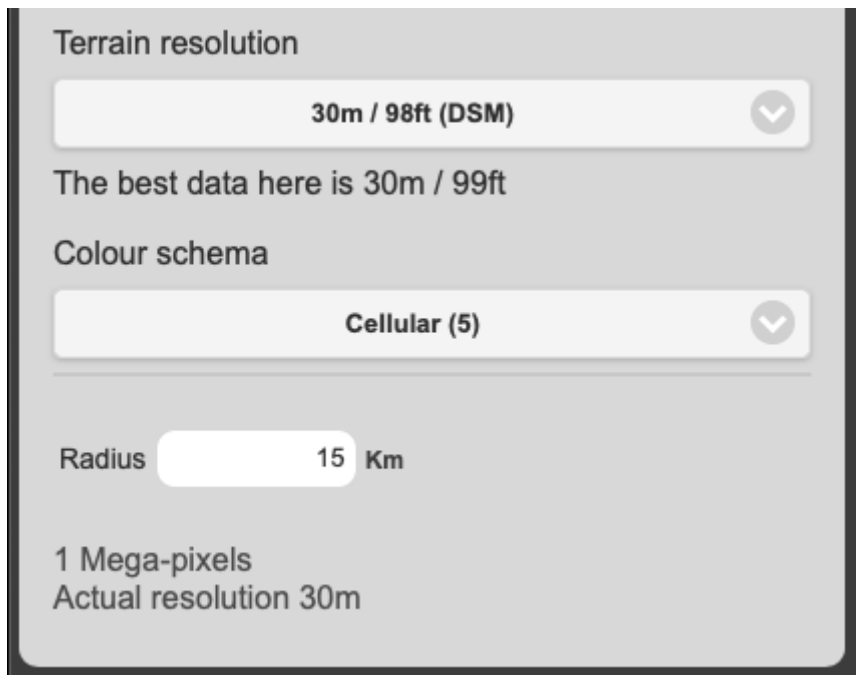 Terrain resolution
30m / 98ft (DSM)
The best data here is 30m / 99ft
Colour schema
Cellular (5)
Radius 15 Km
1 Mega-pixels
Actual resolution 30m